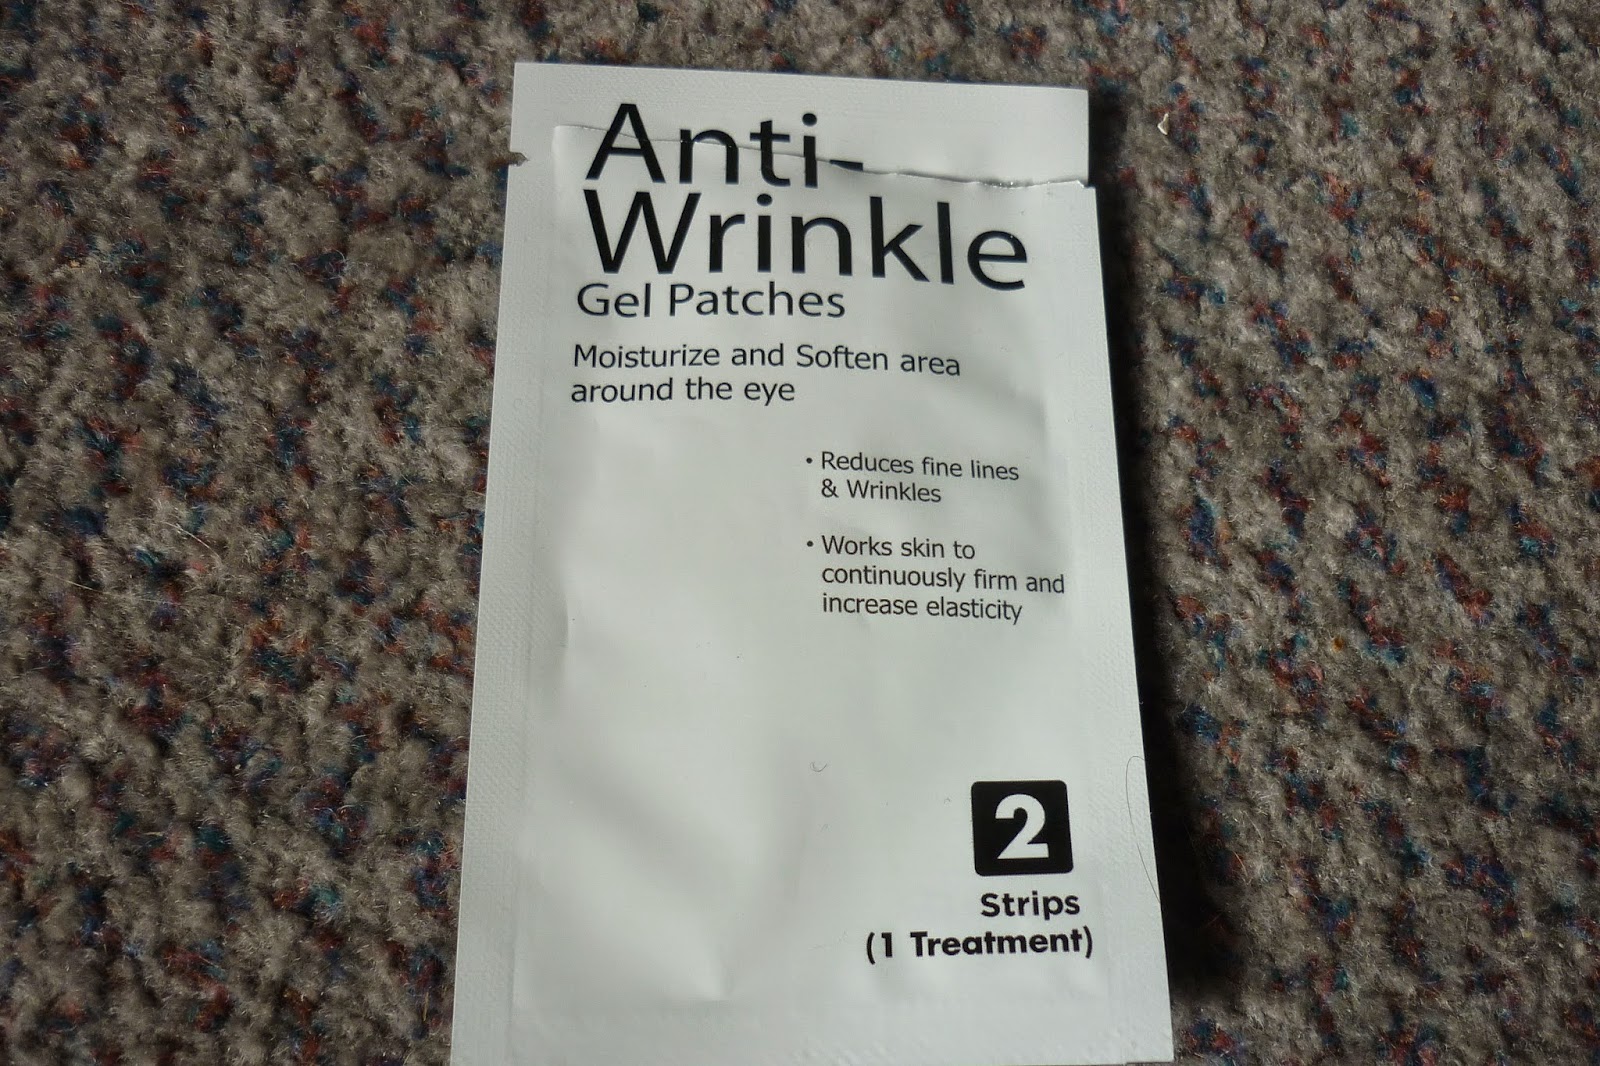 Anti-
Wrinkle
Gel Patches
Moisturize and Soften area
around the eye
• Reduces fine lines
& Wrinkles
• Works skin to
continuously firm and
increase elasticity
2
Strips
(1 Treatment)